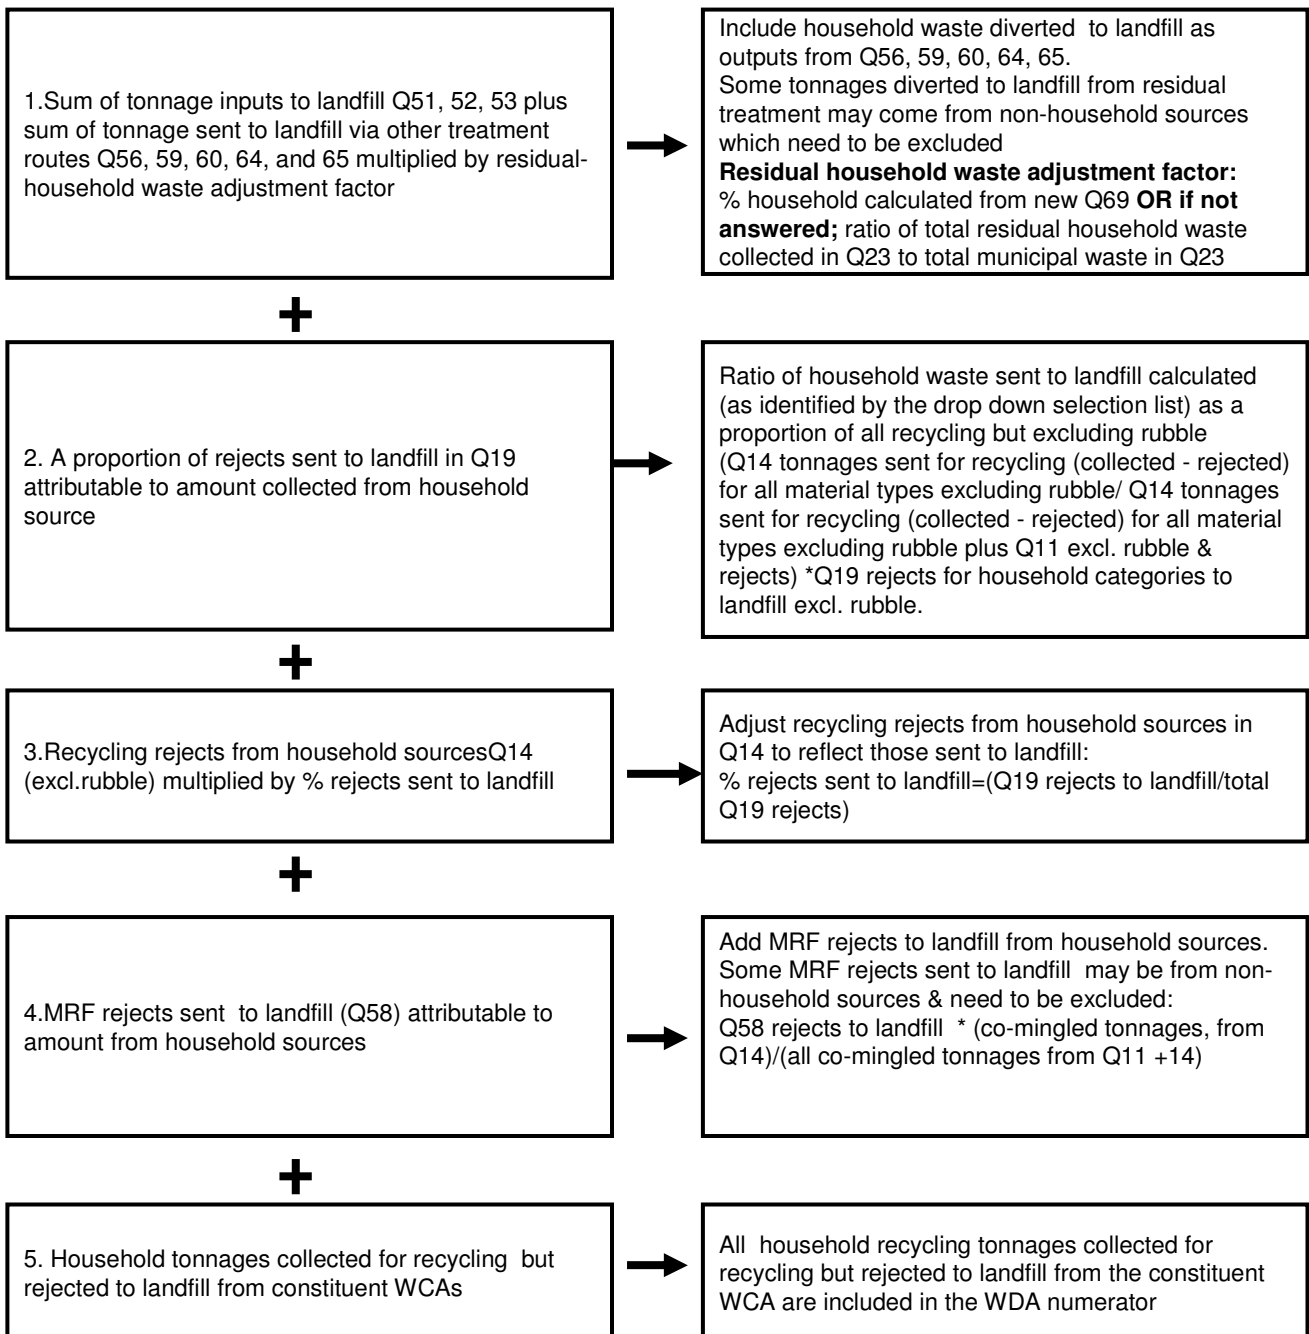 1.Sum of tonnage inputs to landfill Q51, 52, 53 plus
sum of tonnage sent to landfill via other treatment
routes Q56, 59, 60, 64, and 65 multiplied by residual-
household waste adjustment factor
Include household waste diverted to landfill as
outputs from Q56, 59, 60, 64, 65.
Some tonnages diverted to landfill from residual
treatment may come from non-household sources
which need to be excluded
Residual household waste adjustment factor:
% household calculated from new Q69 OR if not
answered; ratio of total residual household waste
collected in Q23 to total municipal waste in Q23
+
2. A proportion of rejects sent to landfill in Q19
attributable to amount collected from household
source
Ratio of household waste sent to landfill calculated
(as identified by the drop down selection list) as a
proportion of all recycling but excluding rubble
(Q14 tonnages sent for recycling (collected - rejected)
for all material types excluding rubble/ Q14 tonnages
sent for recycling (collected - rejected) for all material
types excluding rubble plus Q11 excl. rubble &
rejects) *Q19 rejects for household categories to
landfill excl. rubble.
+
3.Recycling rejects from household sourcesQ14
(excl.rubble) multiplied by % rejects sent to landfill
Adjust recycling rejects from household sources in
Q14 to reflect those sent to landfill:
% rejects sent to landfill=(Q19 rejects to landfill/total
Q19 rejects)
+
4.MRF rejects sent to landfill (Q58) attributable to
amount from household sources
Add MRF rejects to landfill from household sources.
Some MRF rejects sent to landfill may be from non-
household sources & need to be excluded:
Q58 rejects to landfill * (co-mingled tonnages, from
Q14)/(all co-mingled tonnages from Q11 +14)
+
5. Household tonnages collected for recycling but
rejected to landfill from constituent WCAs
All household recycling tonnages collected for
recycling but rejected to landfill from the constituent
WCA are included in the WDA numerator